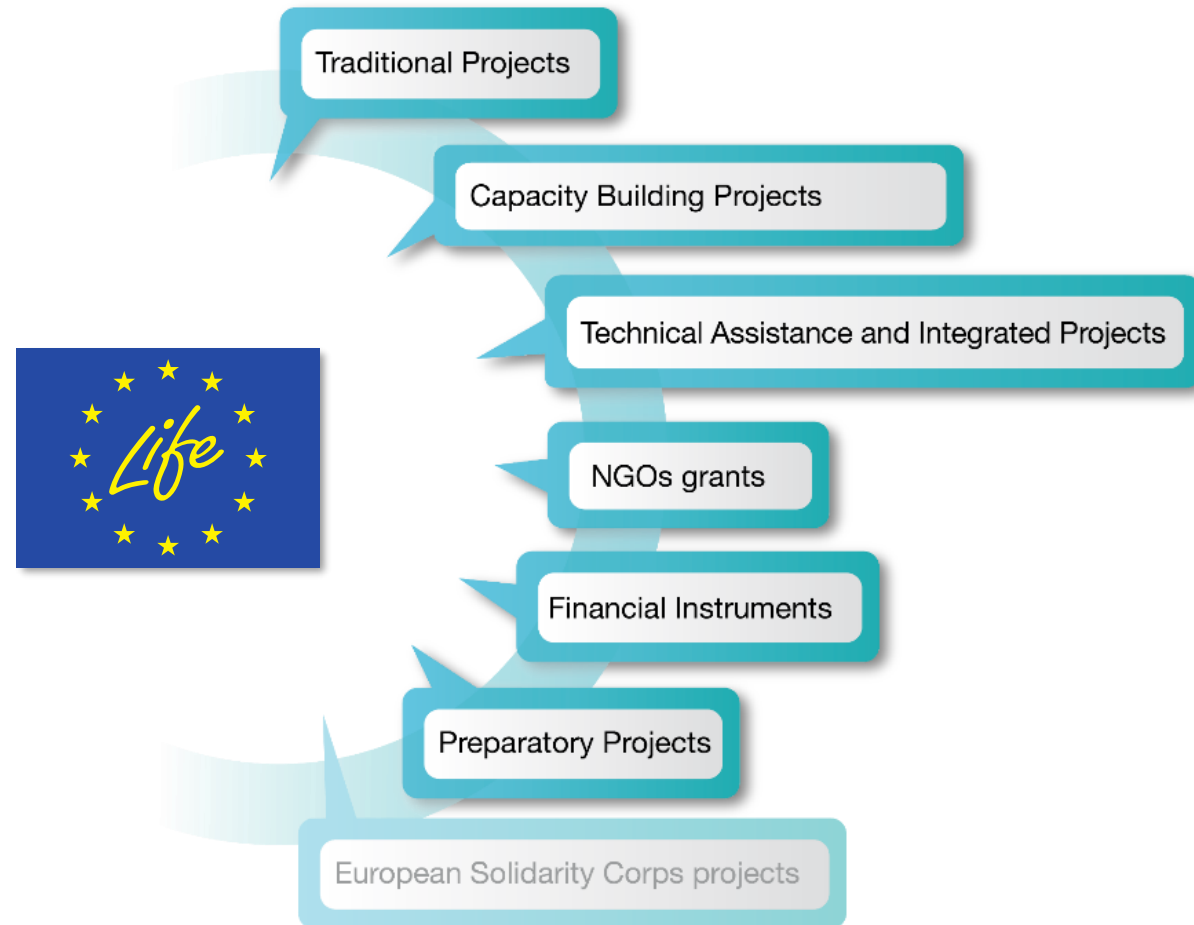 Traditional Projects
Capacity Building Projects
Technical Assistance and Integrated Projects
Life
NGOs grants
Financial Instruments
Preparatory Projects
European Solidarity Corps projects